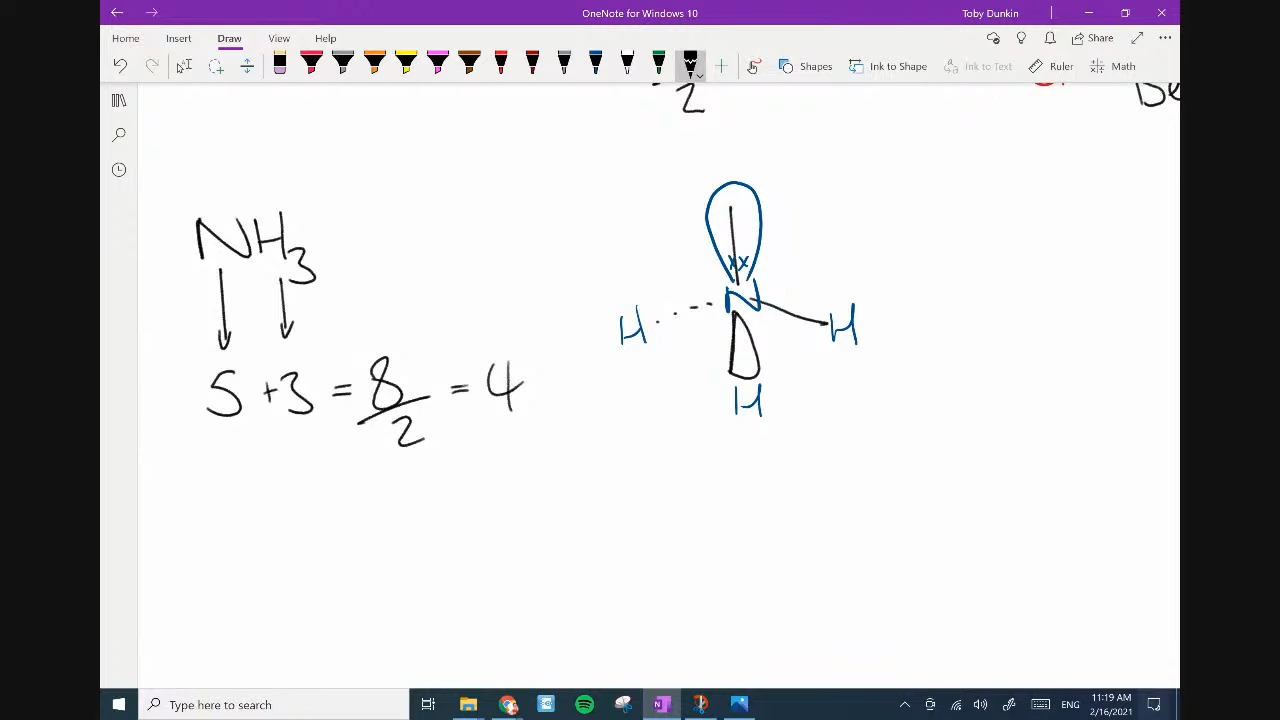 OneNote for Windows 10
Toby Dunkin
Home Insert Draw View Help
Share
Shapes Ink to Shape Ink to Text Ruler Math
2
NH3
5 + 3 = 8/2 = 4
xx
N
H
H
H
Type here to search
ENG
11:19 AM
2/16/2021